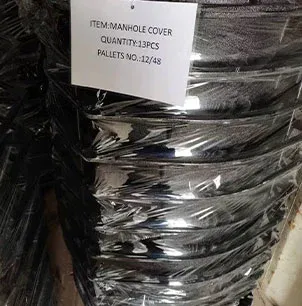 ITEM:MANHOLE COVER
QUANTITY:13PCS
PALLETS NO.:12/48